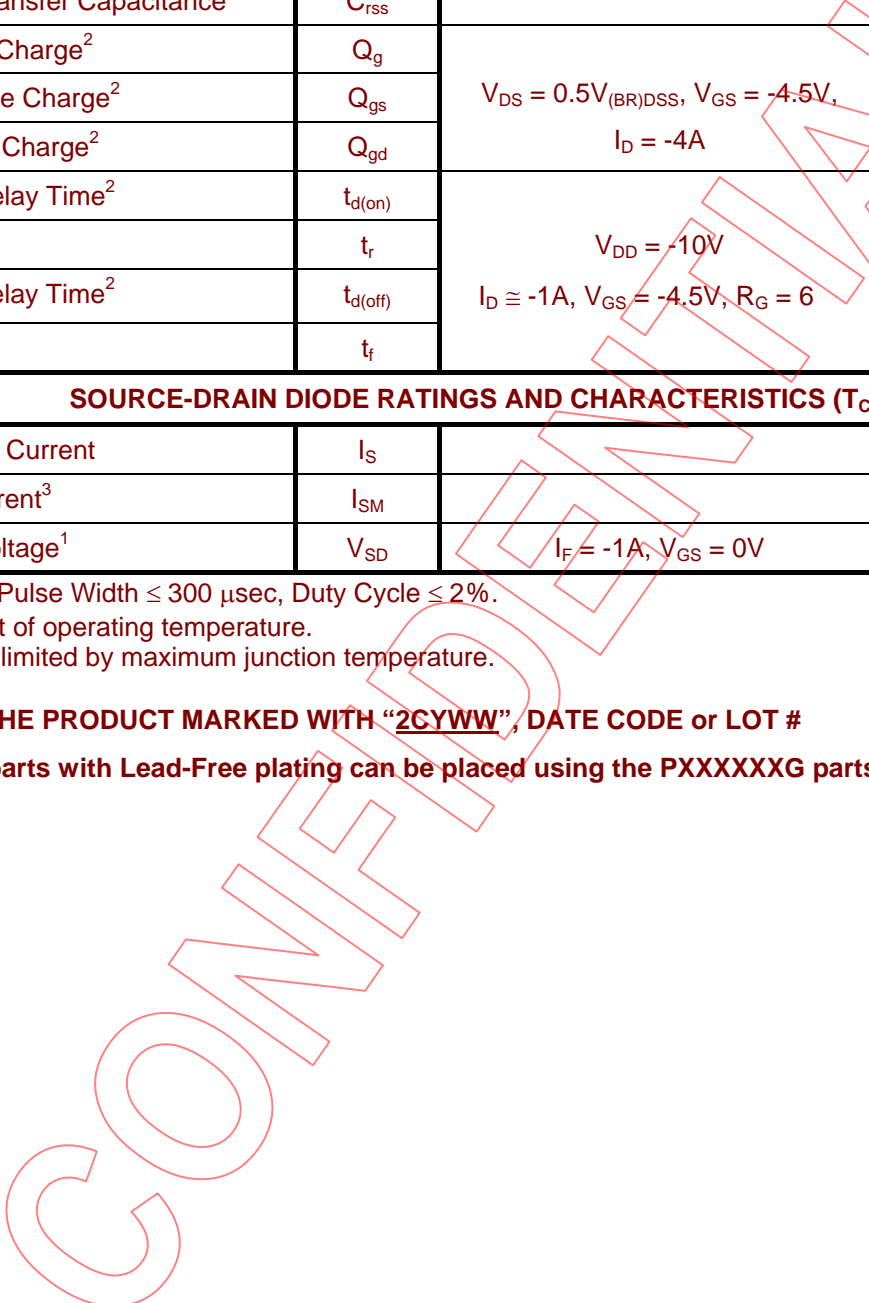 ansfer Capacitance C_rss
Charge² Q_g
e Charge² Q_gs V_DS = 0.5V_(BR)DSS, V_GS = -4.5V,
Charge² Q_gd I_D = -4A
elay Time² t_d(on)
t_r V_DD = -10V
elay Time² t_d(off) I_D ≅ -1A, V_GS = -4.5V, R_G = 6
t_f
SOURCE-DRAIN DIODE RATINGS AND CHARACTERISTICS (T_C
Current I_S
rent³ I_SM
ltage¹ V_SD I_F = -1A, V_GS = 0V
Pulse Width ≤ 300 μsec, Duty Cycle ≤ 2%.
t of operating temperature.
limited by maximum junction temperature.
HE PRODUCT MARKED WITH “2CYWW”, DATE CODE or LOT #
arts with Lead-Free plating can be placed using the PXXXXXXG parts
CONFIDENTIA